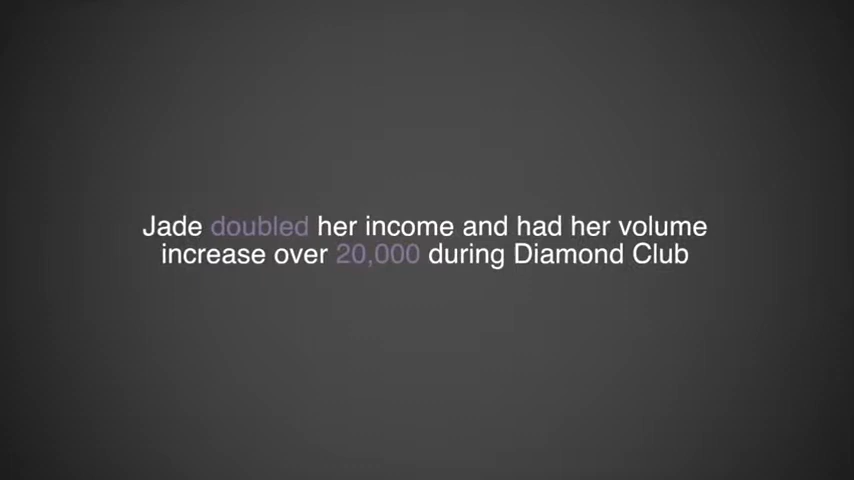 Jade doubled her income and had her volume
increase over 20,000 during Diamond Club